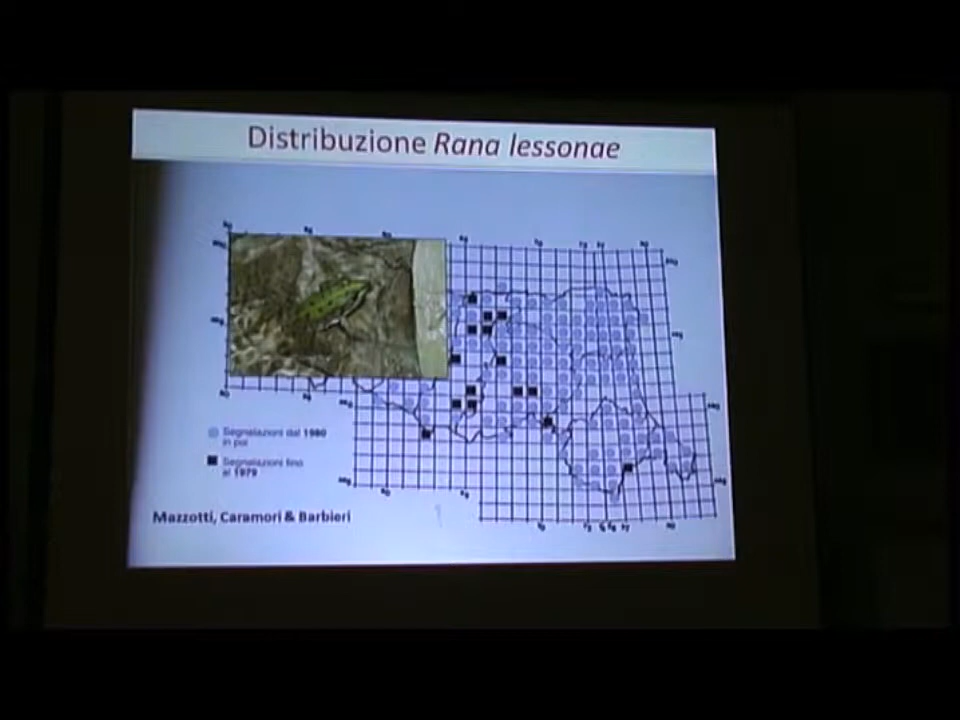 Distribuzione Rana lessonae
Segnalazioni dal 1980
in poi
Segnalazioni fino
al 1979
Mazzotti, Caramori & Barbieri